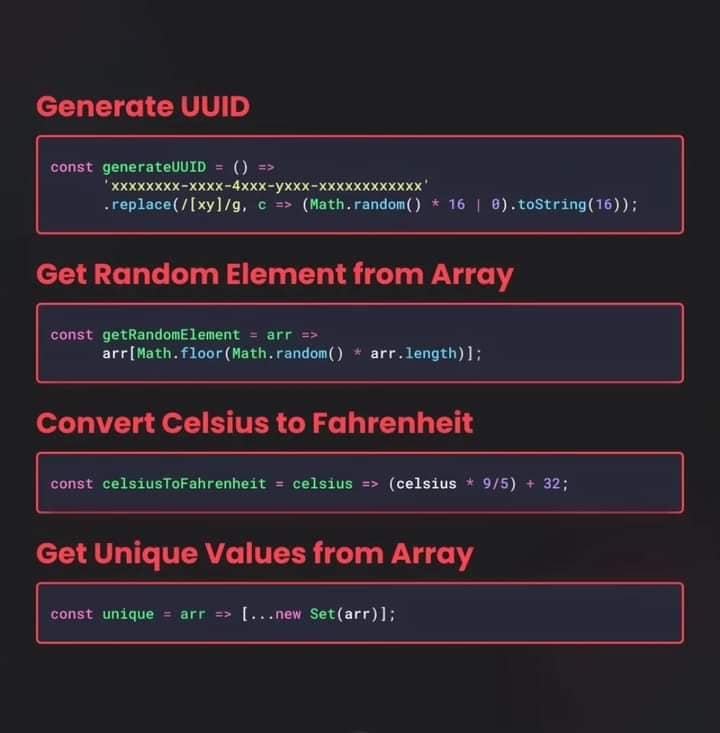 Generate UUID
const generateUUID = () =>
'xxxxxxxx-xxxx-4xxx-yxxx-xxxxxxxxxxxx'
.replace(/[xy]/g, c => (Math.random() * 16 | 0).toString(16));
Get Random Element from Array
const getRandomElement = arr =>
arr[Math.floor(Math.random() * arr.length)];
Convert Celsius to Fahrenheit
const celsiusToFahrenheit = celsius => (celsius * 9/5) + 32;
Get Unique Values from Array
const unique = arr => [...new Set(arr)];